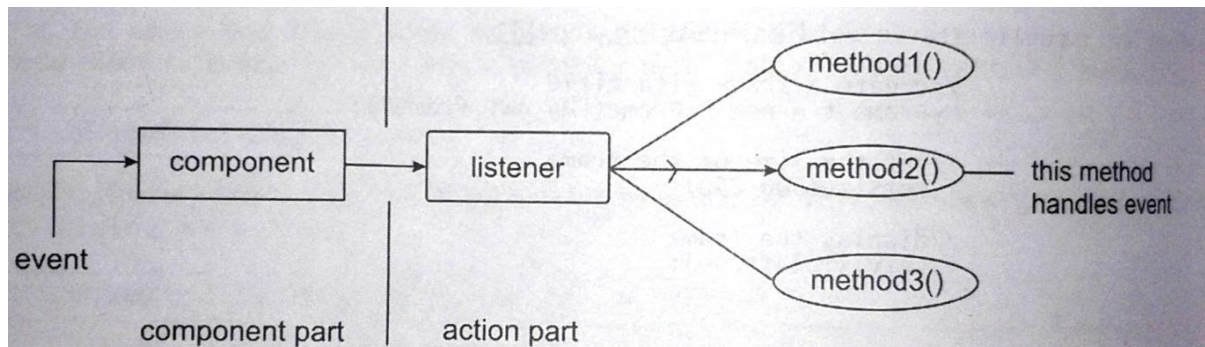 method1()
component
listener
method2()
this method
handles event
event
method3()
component part
action part